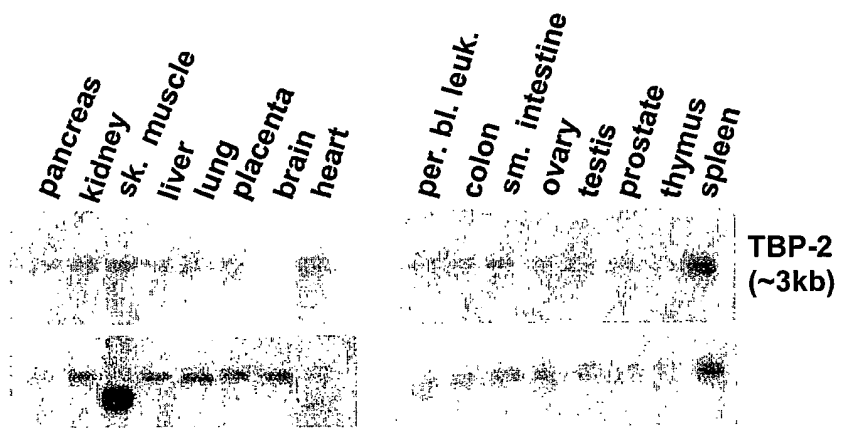 pancreas
kidney
sk. muscle
liver
lung
placenta
brain
heart
per. bl. leuk.
colon
sm. intestine
ovary
testis
prostate
thymus
spleen
TBP-2
(~3kb)